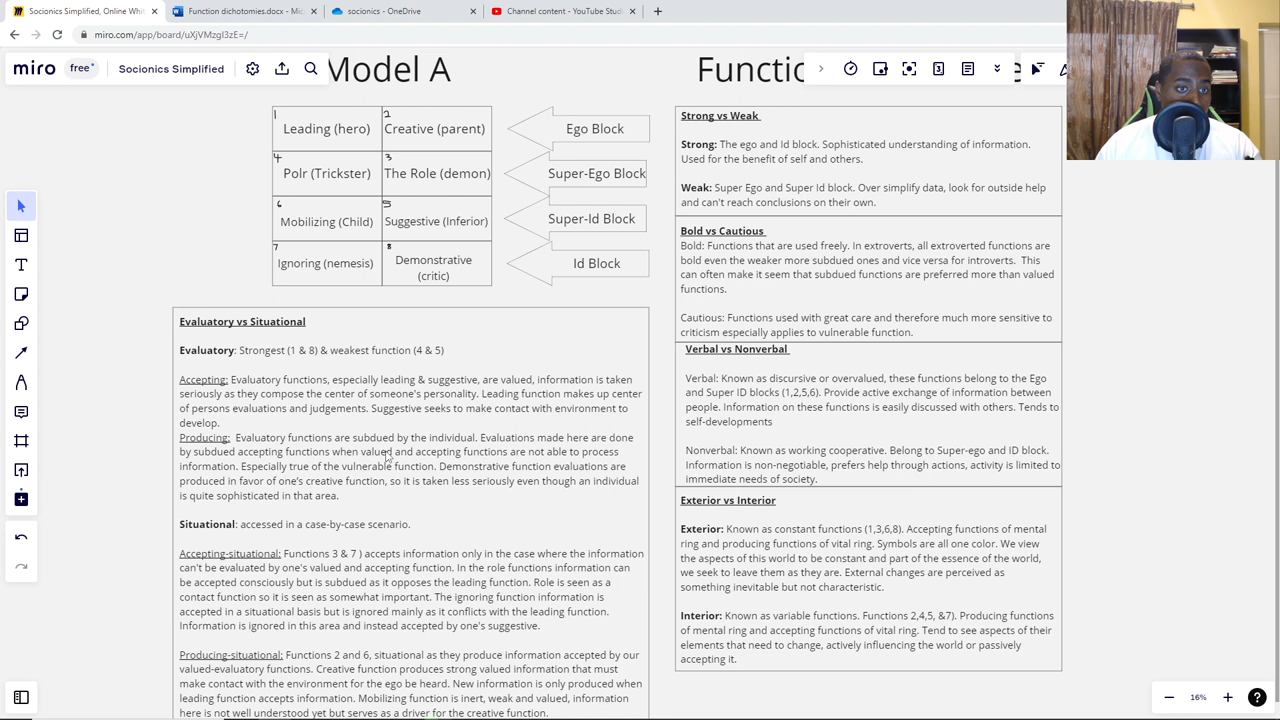 Socionics Simplified, Online Whit
Function dichotomies.docx - Mic
socionics - OneDrive
Channel content - YouTube Stud
miro.com/app/board/uXjVMzgI3zE=/
miro
free
Socionics Simplified
Model A
Functio
e
1
Leading (hero)
2
Creative (parent)
Ego Block
4
Polr (Trickster)
3
The Role (demon)
Super-Ego Block
6
Mobilizing (Child)
5
Suggestive (Inferior)
Super-Id Block
7
Ignoring (nemesis)
8
Demonstrative
(critic)
Id Block
Evaluatory vs Situational
Evaluatory: Strongest (1 & 8) & weakest function (4 & 5)
Accepting: Evaluatory functions, especially leading & suggestive, are valued, information is taken
seriously as they compose the center of someone's personality. Leading function makes up center
of persons evaluations and judgements. Suggestive seeks to make contact with environment to
develop.
Producing:  Evaluatory functions are subdued by the individual. Evaluations made here are done
by subdued accepting functions when valued and accepting functions are not able to process
information. Especially true of the vulnerable function. Demonstrative function evaluations are
produced in favor of one's creative function, so it is taken less seriously even though an individual
is quite sophisticated in that area.
Situational: accessed in a case-by-case scenario.
Accepting-situational: Functions 3 & 7 ) accepts information only in the case where the information
can't be evaluated by one's valued and accepting function. In the role functions information can
be accepted consciously but is subdued as it opposes the leading function. Role is seen as a
contact function so it is seen as somewhat important. The ignoring function information is
accepted in a situational basis but is ignored mainly as it conflicts with the leading function.
Information is ignored in this area and instead accepted by one's suggestive.
Producing-situational: Functions 2 and 6, situational as they produce information accepted by our
valued-evaluatory functions. Creative function produces strong valued information that must
make contact with the environment for the ego be heard. New information is only produced when
leading function accepts information. Mobilizing function is inert, weak and valued, information
here is not well understood yet but serves as a driver for the creative function.
Strong vs Weak
Strong: The ego and Id block. Sophisticated understanding of information.
Used for the benefit of self and others.
Weak: Super Ego and Super Id block. Over simplify data, look for outside help
and can't reach conclusions on their own.
Bold vs Cautious
Bold: Functions that are used freely. In extroverts, all extroverted functions are
bold even the weaker more subdued ones and vice versa for introverts.  This
can often make it seem that subdued functions are preferred more than valued
functions.
Cautious: Functions used with great care and therefore much more sensitive to
criticism especially applies to vulnerable function.
Verbal vs Nonverbal
Verbal: Known as discursive or overvalued, these functions belong to the Ego
and Super ID blocks (1,2,5,6). Provide active exchange of information between
people. Information on these functions is easily discussed with others. Tends to
self-developments
Nonverbal: Known as working cooperative. Belong to Super-ego and ID block.
Information is non-negotiable, prefers help through actions, activity is limited to
immediate needs of society.
Exterior vs Interior
Exterior: Known as constant functions (1,3,6,8). Accepting functions of mental
ring and producing functions of vital ring. Symbols are all one color. We view
the aspects of this world to be constant and part of the essence of the world,
we seek to leave them as they are. External changes are perceived as
something inevitable but not characteristic.
Interior: Known as variable functions. Functions 2,4,5, &7). Producing functions
of mental ring and accepting functions of vital ring. Tend to see aspects of their
elements that need to change, actively influencing the world or passively
accepting it.
16%